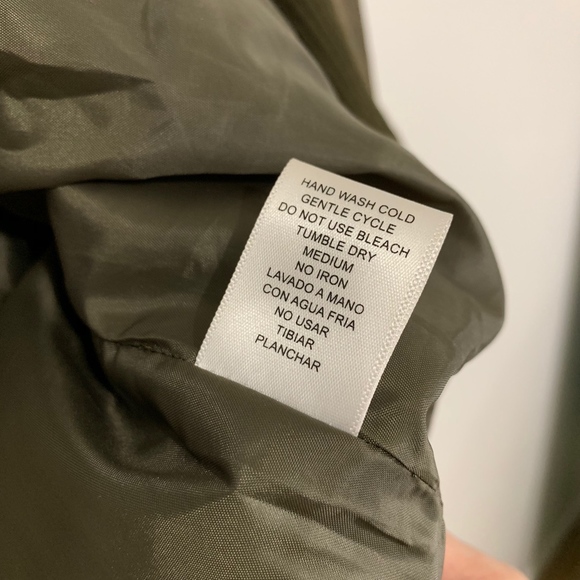 HAND WASH COLD
GENTLE CYCLE
DO NOT USE BLEACH
TUMBLE DRY
MEDIUM
NO IRON
LAVADO A MANO
CON AGUA FRIA
NO USAR
TIBIAR
PLANCHAR